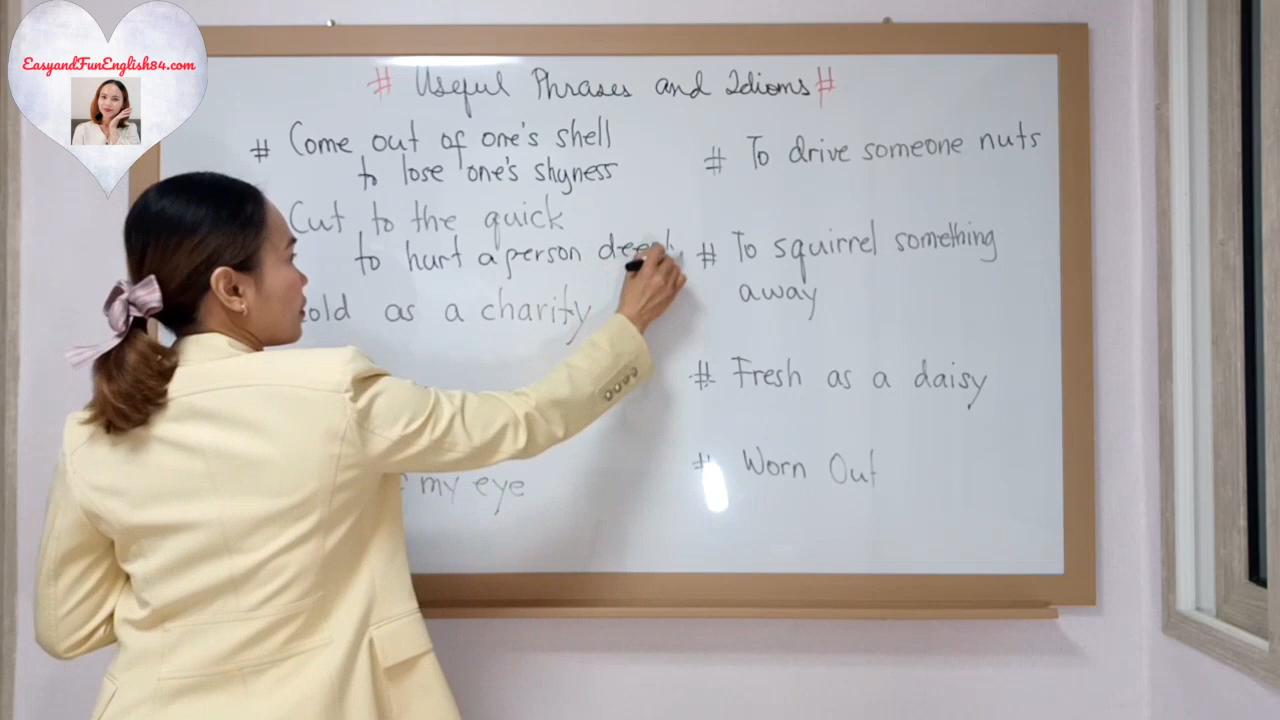 EasyandFunEnglish84.com
# Useful Phrases and Idioms #
# Come out of one's shell
to lose one's shyness
Cut to the quick
to hurt a person
as a charity
my eye
# To drive someone nuts
# To squirrel something
away
# Fresh as a daisy
# Worn Out